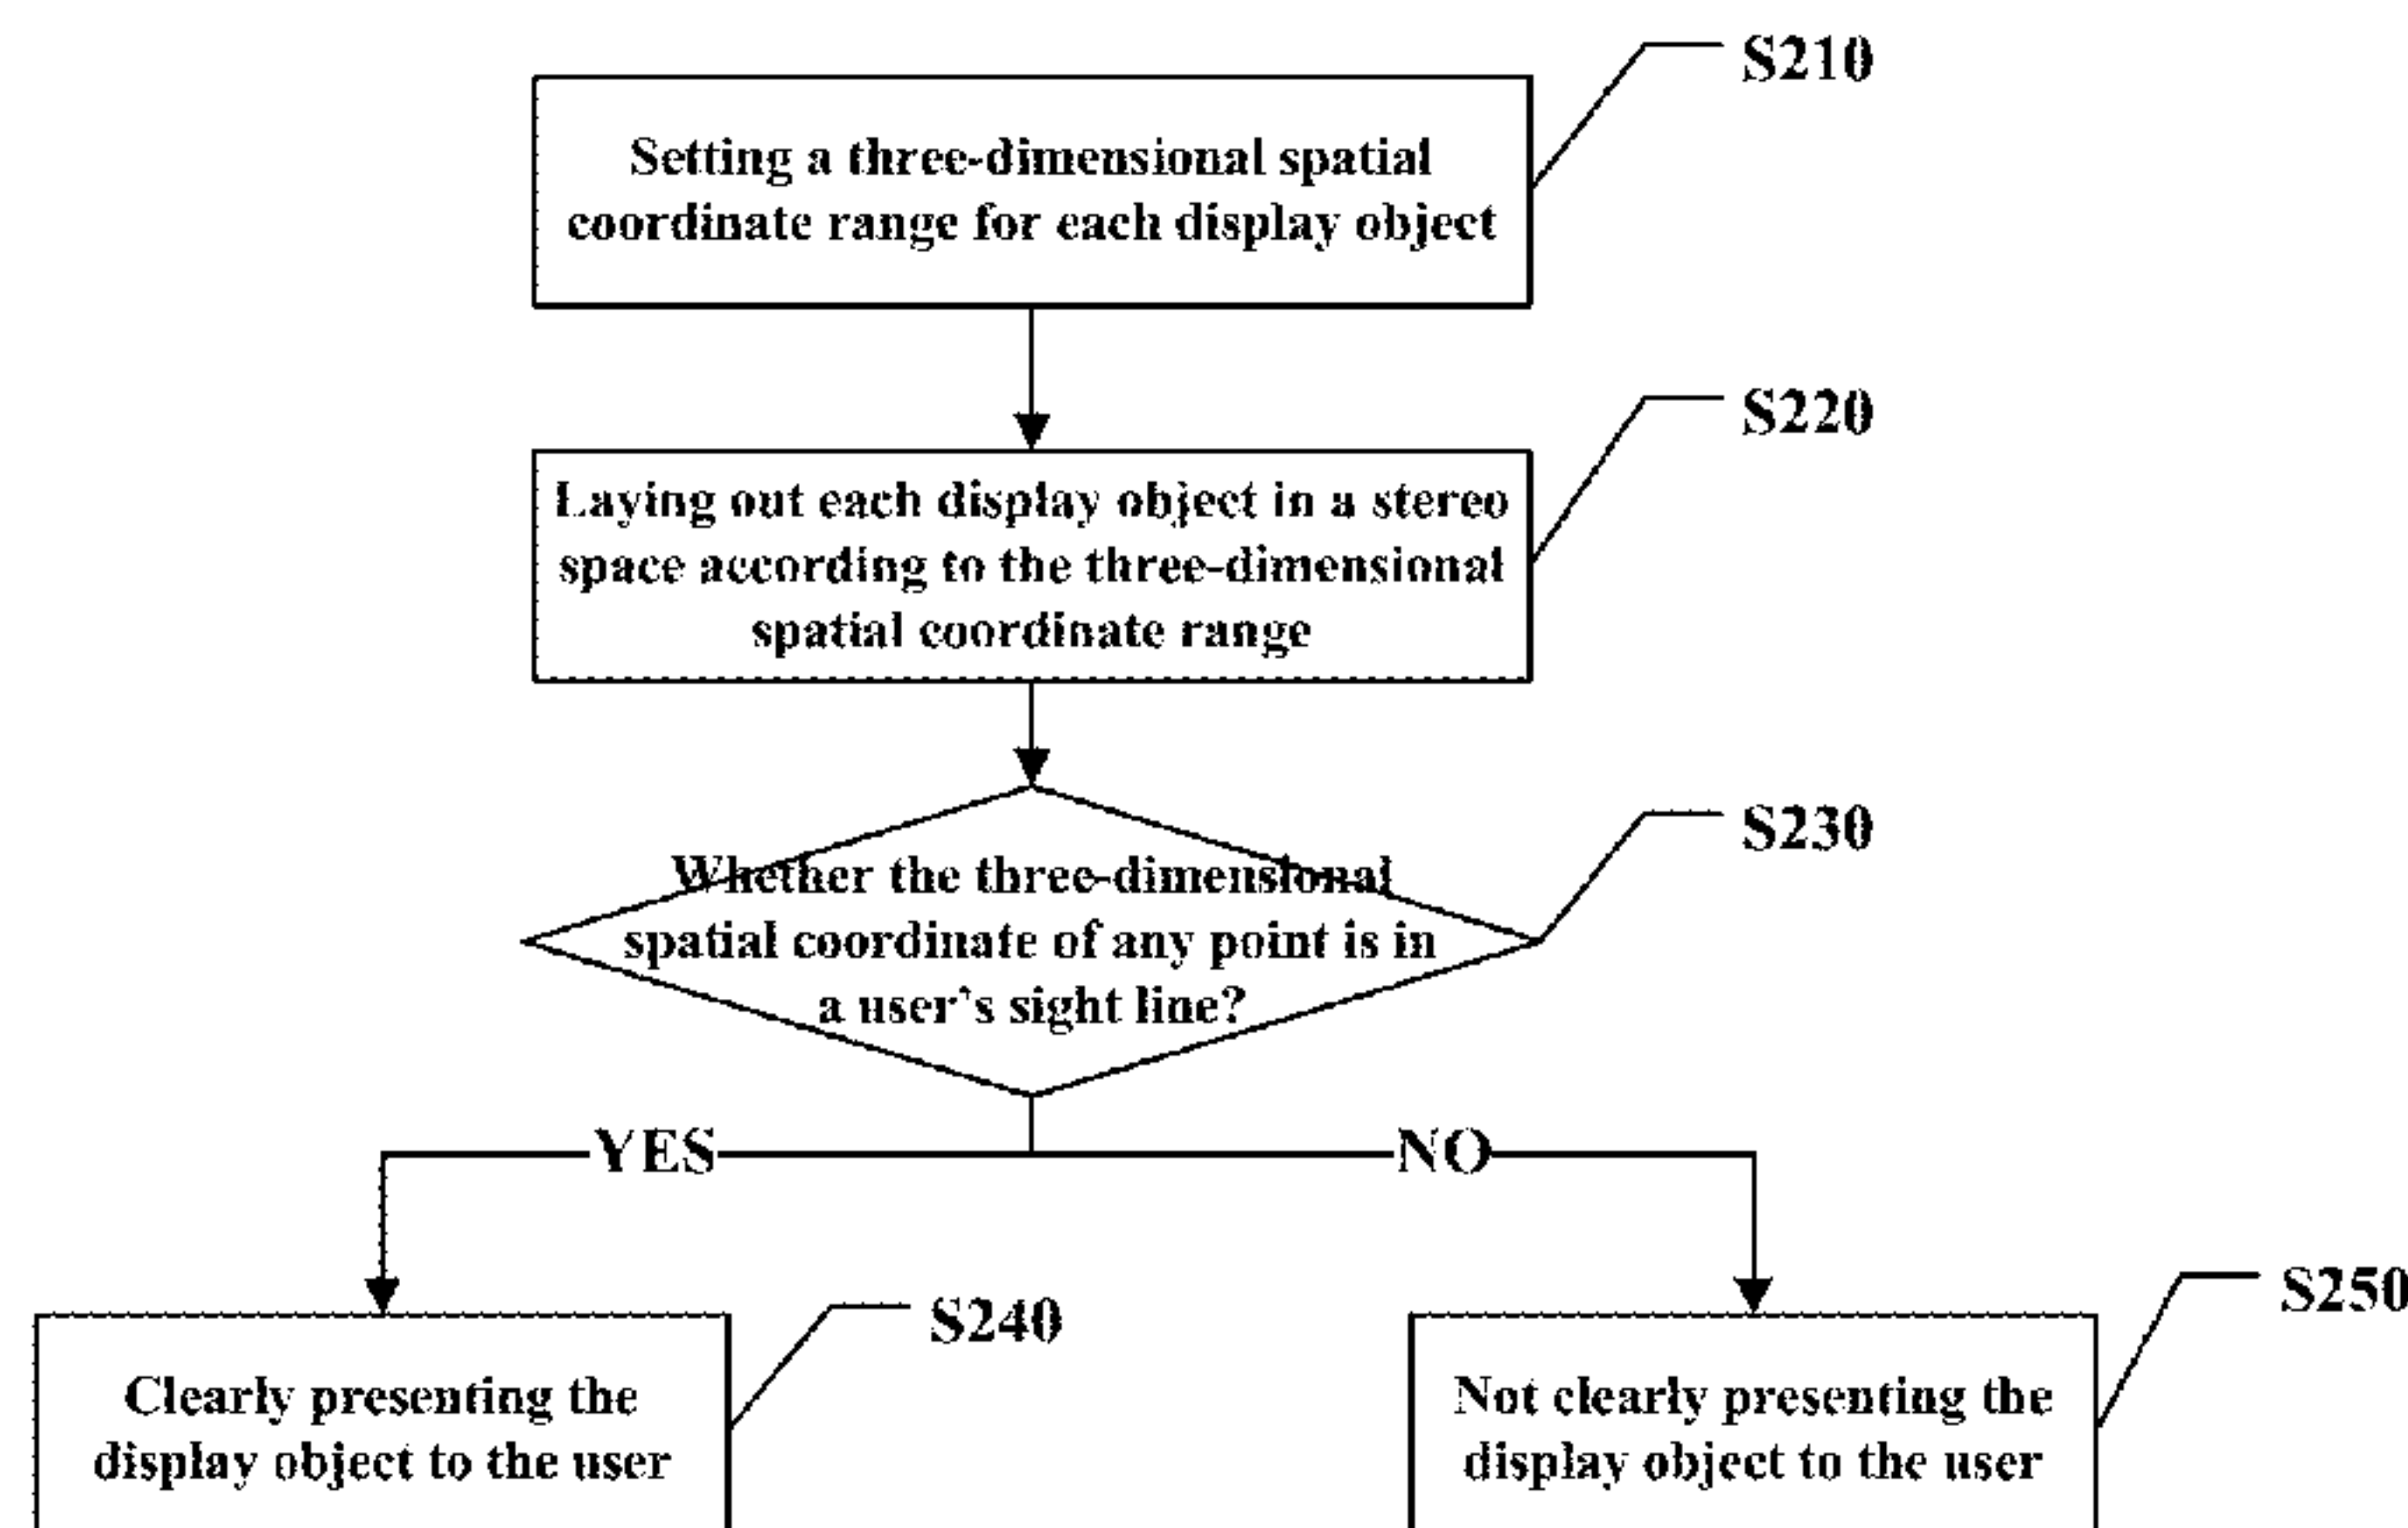 S210
Setting a three-dimensional spatial
coordinate range for each display object
S220
Laying out each display object in a stereo
space according to the three-dimensional
spatial coordinate range
S230
Whether the three-dimensional
spatial coordinate of any point is in
a user's sight line?
YES
NO
S240
Clearly presenting the
display object to the user
S250
Not clearly presenting the
display object to the user